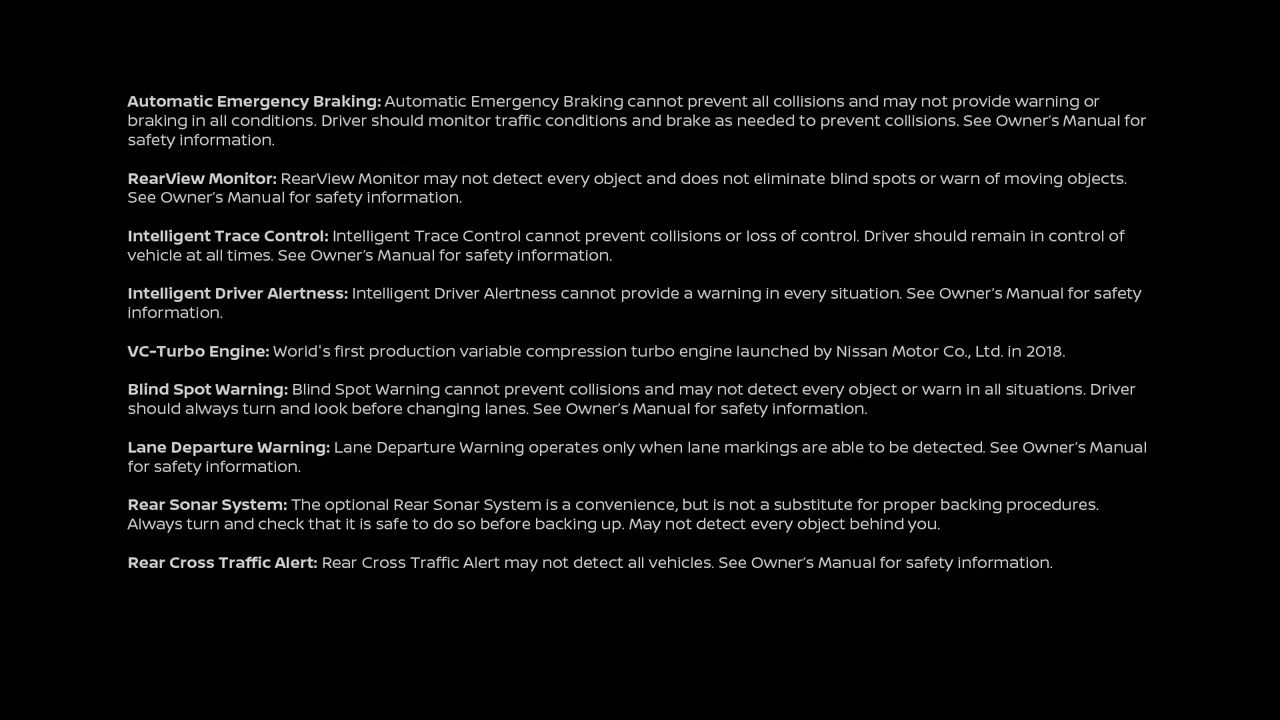 Automatic Emergency Braking: Automatic Emergency Braking cannot prevent all collisions and may not provide warning or
braking in all conditions. Driver should monitor traffic conditions and brake as needed to prevent collisions. See Owner's Manual for
safety information.
RearView Monitor: RearView Monitor may not detect every object and does not eliminate blind spots or warn of moving objects.
See Owner's Manual for safety information.
Intelligent Trace Control: Intelligent Trace Control cannot prevent collisions or loss of control. Driver should remain in control of
vehicle at all times. See Owner's Manual for safety information.
Intelligent Driver Alertness: Intelligent Driver Alertness cannot provide a warning in every situation. See Owner's Manual for safety
information.
VC-Turbo Engine: World's first production variable compression turbo engine launched by Nissan Motor Co., Ltd. in 2018.
Blind Spot Warning: Blind Spot Warning cannot prevent collisions and may not detect every object or warn in all situations. Driver
should always turn and look before changing lanes. See Owner's Manual for safety information.
Lane Departure Warning: Lane Departure Warning operates only when lane markings are able to be detected. See Owner's Manual
for safety information.
Rear Sonar System: The optional Rear Sonar System is a convenience, but is not a substitute for proper backing procedures.
Always turn and check that it is safe to do so before backing up. May not detect every object behind you.
Rear Cross Traffic Alert: Rear Cross Traffic Alert may not detect all vehicles. See Owner's Manual for safety information.